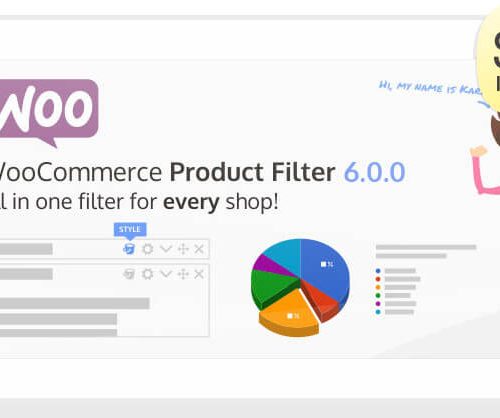 Hi, my name is Kar
WOO
WooCommerce Product Filter 6.0.0
ll in one filter for every shop!
STYLE
%
%